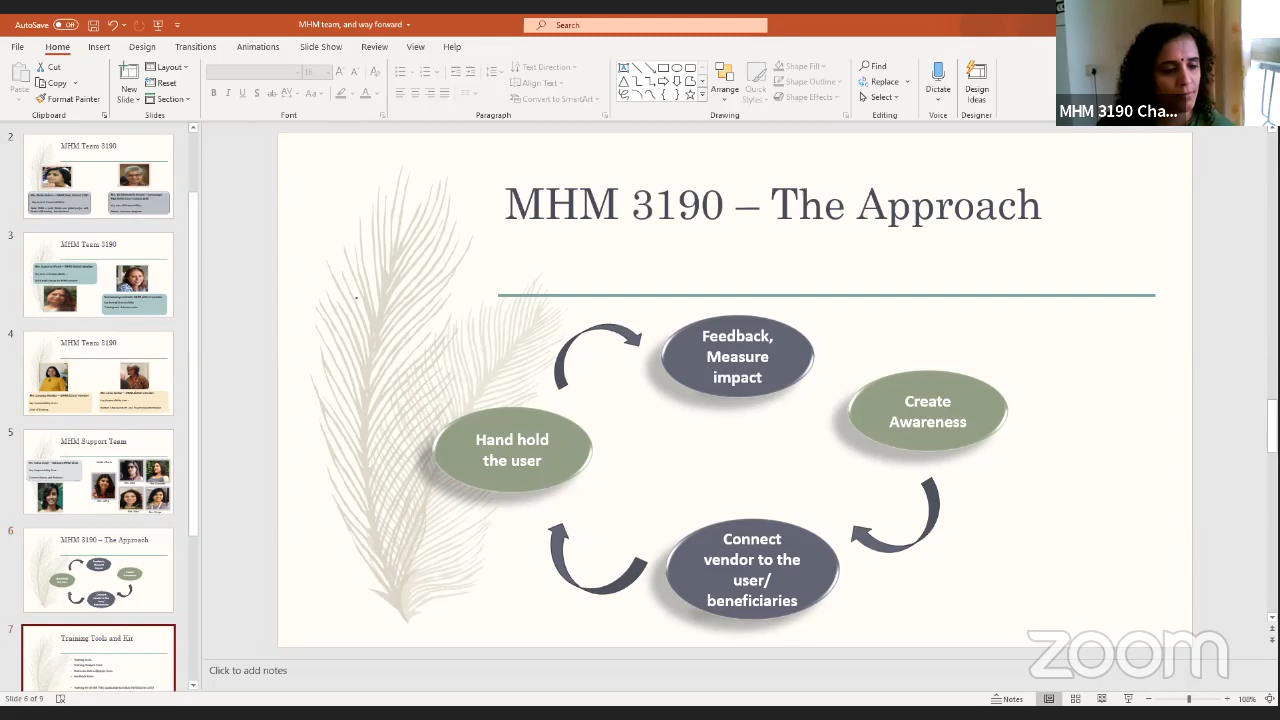 AutoSave Off
MHM team, and way forward
Search
File Home Insert Design Transitions Animations Slide Show Review View Help
Paste
Cut
Copy
Format Painter
Clipboard
New Slide
Layout
Reset
Section
Slides
15
B I U S ab AV Aa
Font
Text Direction
Align Text
Convert to SmartArt
Paragraph
Arrange
Quick Styles
Shape Fill
Shape Outline
Shape Effects
Drawing
Find
Replace
Select
Editing
Dictate
Voice
Design Ideas
Designer
MHM 3190 Cha...
2
MHM Team 3190
3
MHM Team 3190
4
MHM Team 3190
5
MHM Support Team
6
MHM 3190 – The Approach
7
Training Tools and Kit
MHM 3190 – The Approach
Feedback,
Measure
impact
Create
Awareness
Hand hold
the user
Connect
vendor to the
user/
beneficiaries
Click to add notes
zoom
Slide 6 of 9
Notes
108%